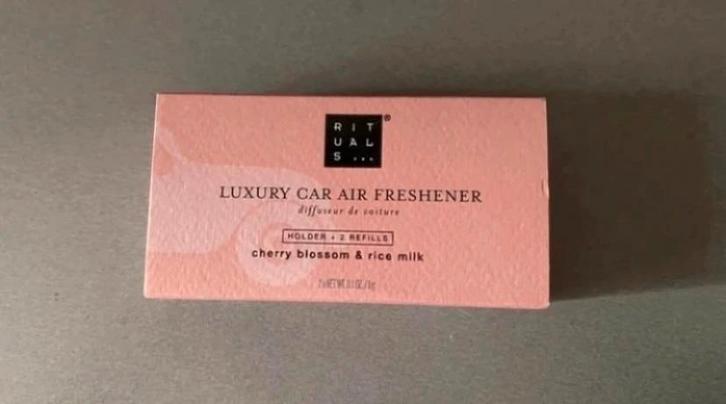 RIT
UAL
S ...
®
LUXURY CAR AIR FRESHENER
diffuseur de voiture
HOLDER + 2 REFILLS
cherry blossom & rice milk